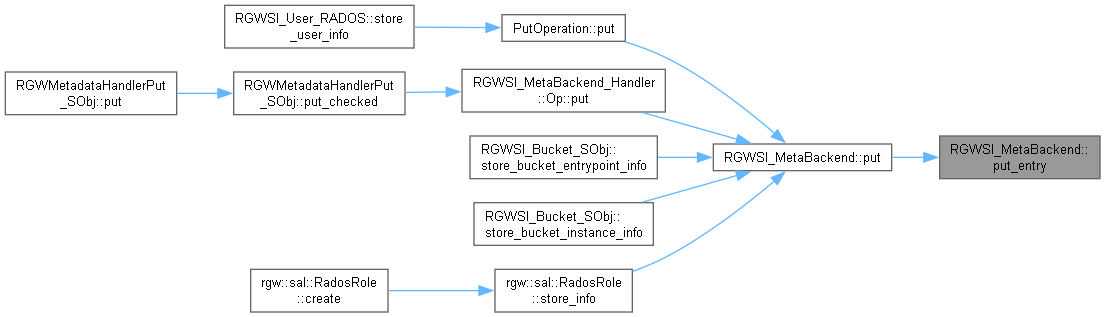 RGWSI_User_RADOS::store
_user_info
PutOperation::put
RGWMetadataHandlerPut
_SObj::put
RGWMetadataHandlerPut
_SObj::put_checked
RGWSI_MetaBackend_Handler
::Op::put
RGWSI_Bucket_SObj::
store_bucket_entrypoint_info
RGWSI_MetaBackend::put
RGWSI_MetaBackend::
put_entry
RGWSI_Bucket_SObj::
store_bucket_instance_info
rgw::sal::RadosRole
::create
rgw::sal::RadosRole
::store_info